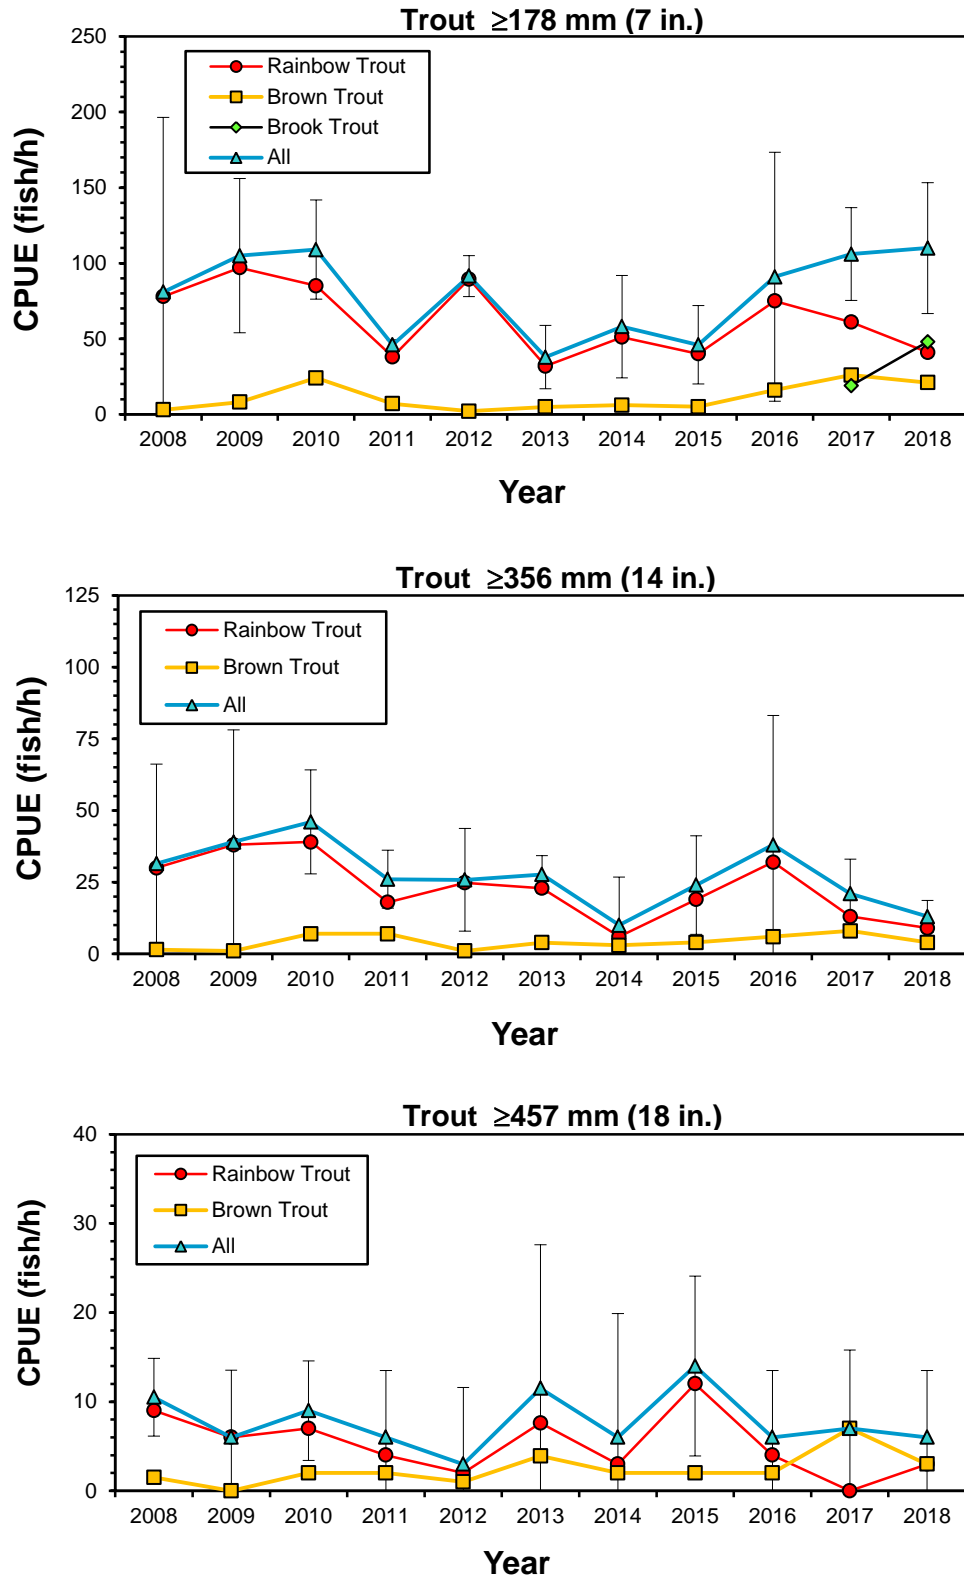 Trout ≥178 mm (7 in.)
250
200
150
100
50
0
CPUE (fish/h)
Rainbow Trout
Brown Trout
Brook Trout
All
2008 2009 2010 2011 2012 2013 2014 2015 2016 2017 2018
Year
Trout ≥356 mm (14 in.)
125
100
75
50
25
0
CPUE (fish/h)
Rainbow Trout
Brown Trout
All
2008 2009 2010 2011 2012 2013 2014 2015 2016 2017 2018
Year
Trout ≥457 mm (18 in.)
40
30
20
10
0
CPUE (fish/h)
Rainbow Trout
Brown Trout
All
2008 2009 2010 2011 2012 2013 2014 2015 2016 2017 2018
Year